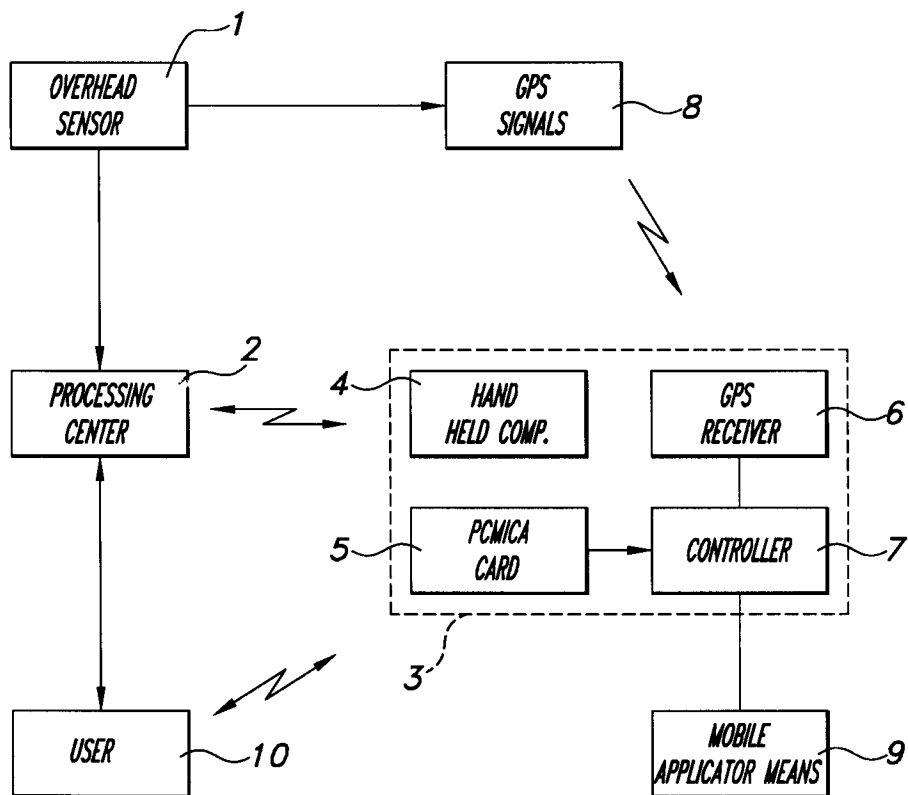 1
OVERHEAD
SENSOR
GPS
SIGNALS
8
2
PROCESSING
CENTER
4
HAND
HELD COMP.
GPS
RECEIVER
6
5
PCMICA
CARD
CONTROLLER
7
3
USER
10
MOBILE
APPLICATOR MEANS
9